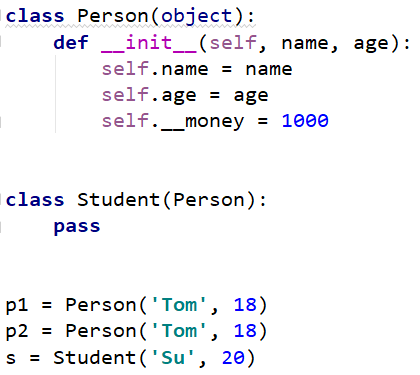 class Person(object):
    def __init__(self, name, age):
        self.name = name
        self.age = age
        self.__money = 1000
class Student(Person):
    pass
p1 = Person('Tom', 18)
p2 = Person('Tom', 18)
s = Student('Su', 20)